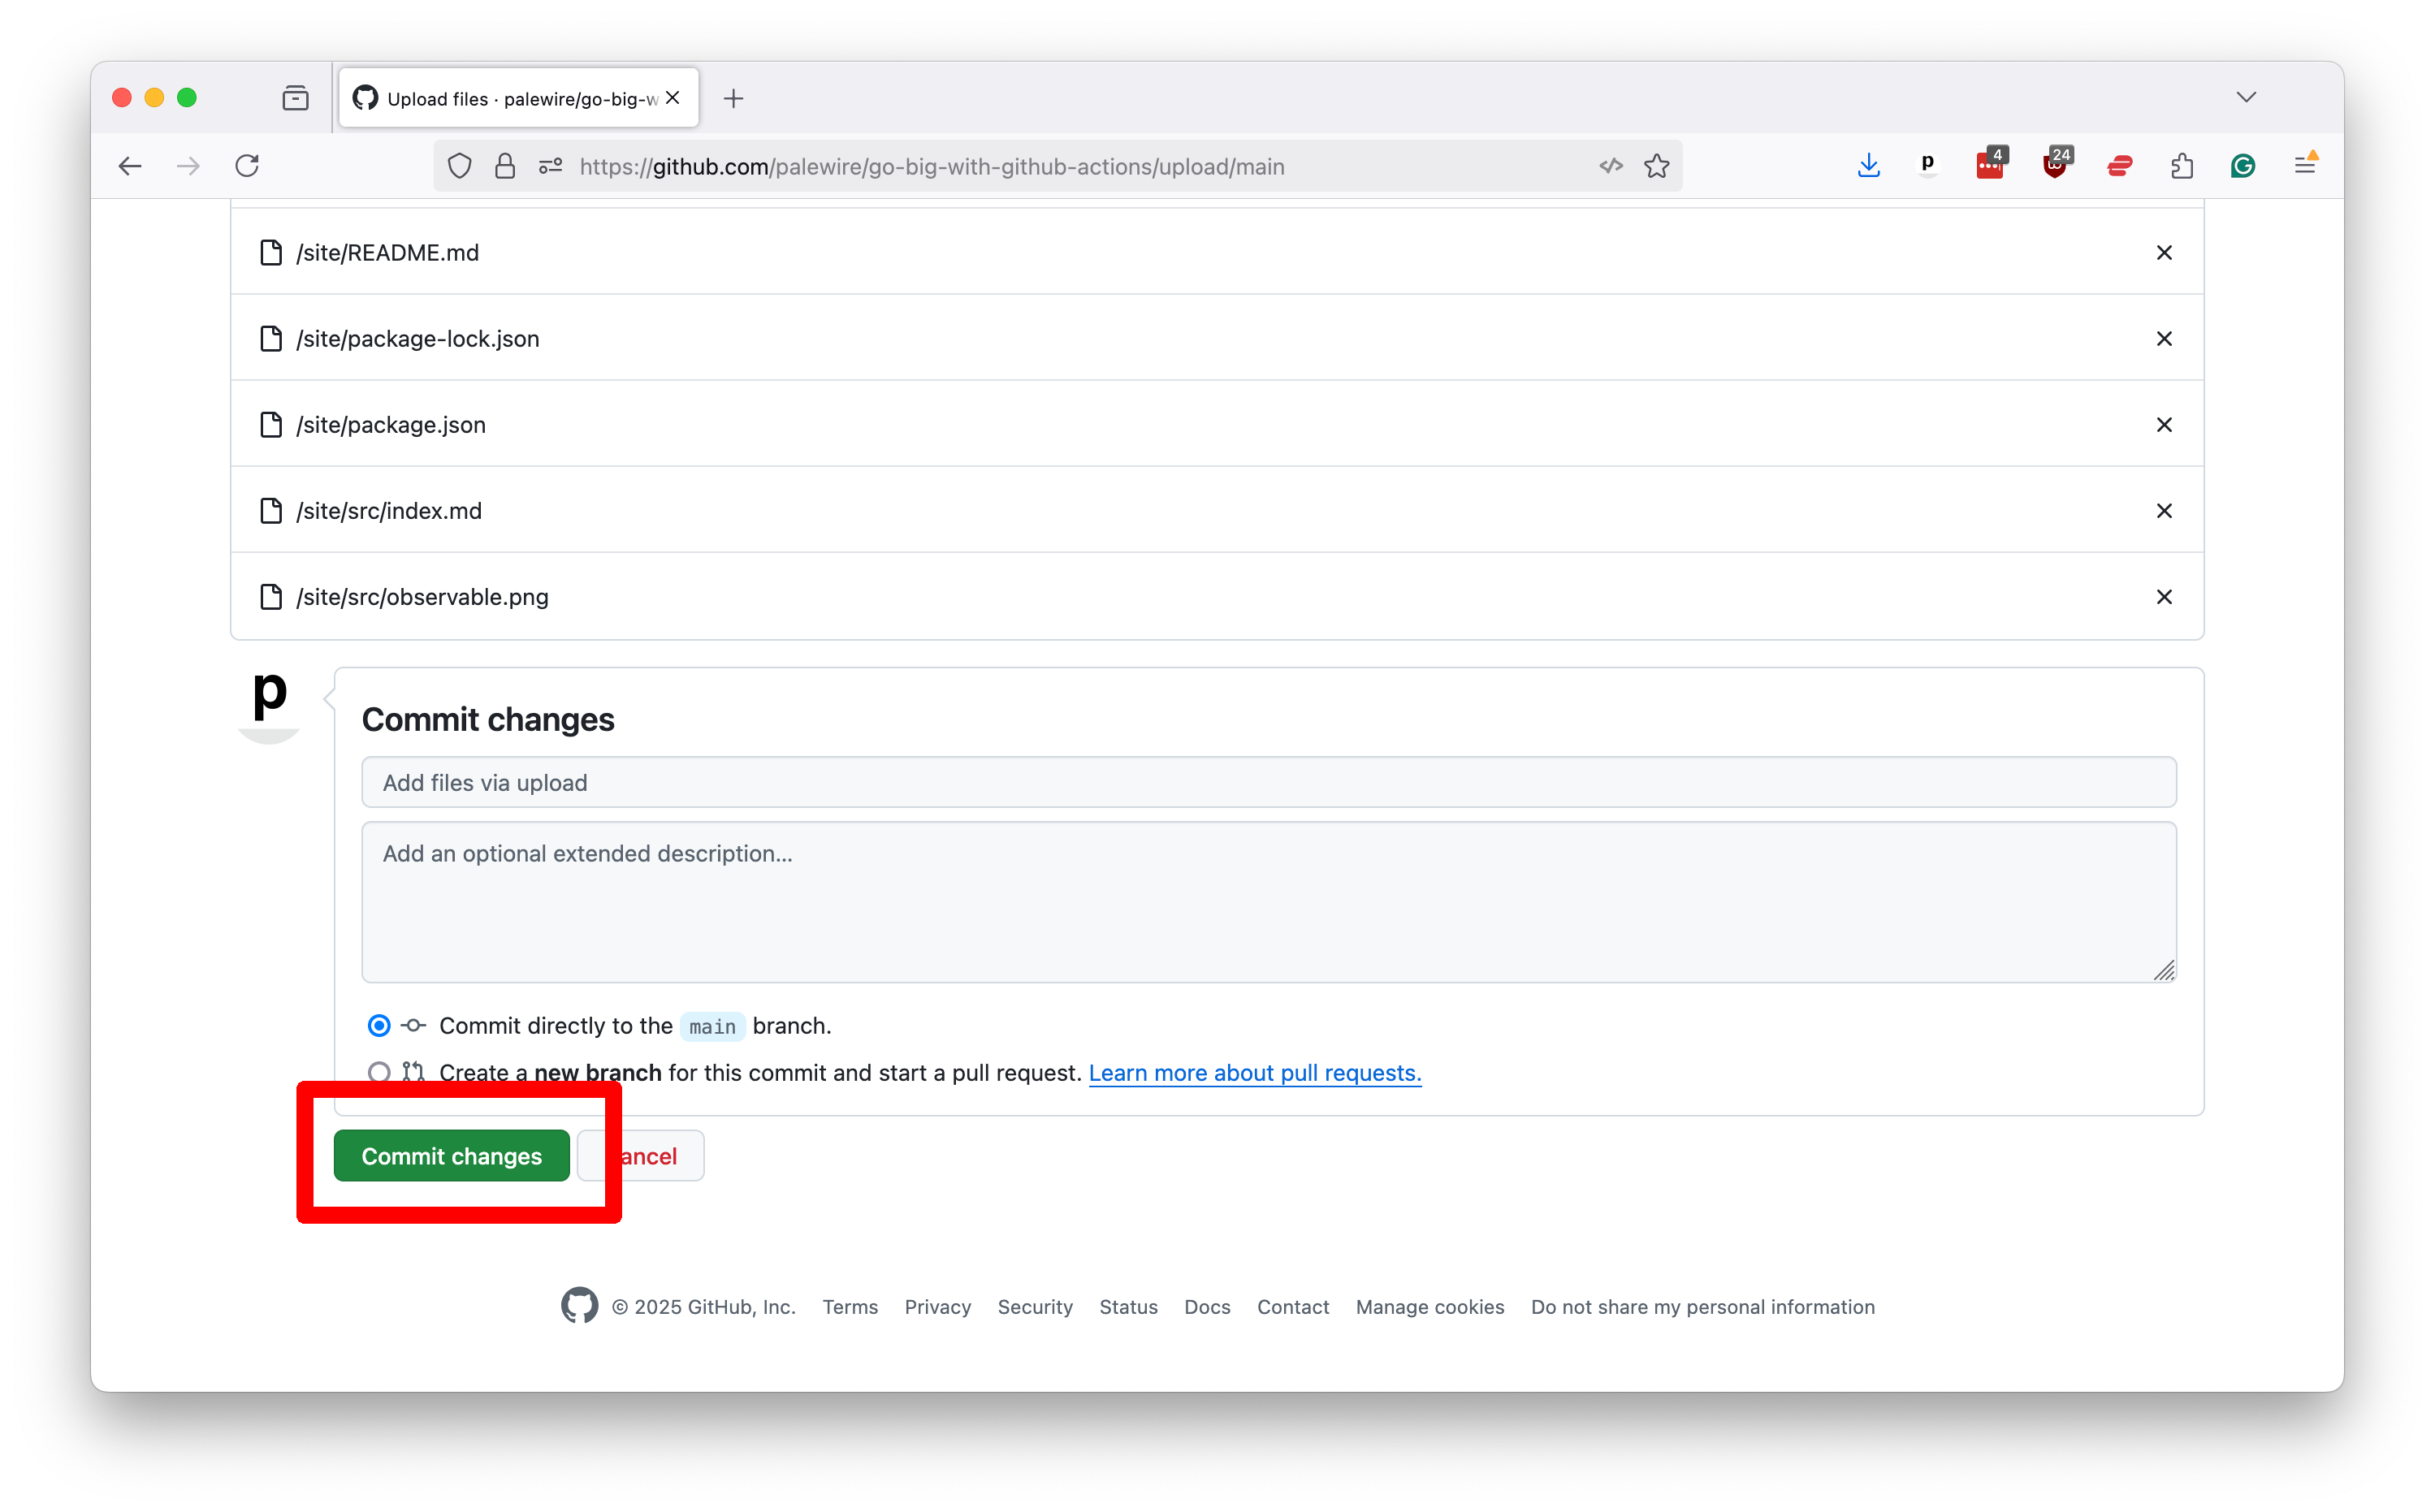 Upload files · palewire/go-big-w
https://github.com/palewire/go-big-with-github-actions/upload/main
p
4
24
/site/README.md
/site/package-lock.json
/site/package.json
/site/src/index.md
/site/src/observable.png
p
Commit changes
Add files via upload
Add an optional extended description...
Commit directly to the main branch.
Create a new branch for this commit and start a pull request. Learn more about pull requests.
Commit changes
ancel
© 2025 GitHub, Inc. Terms Privacy Security Status Docs Contact Manage cookies Do not share my personal information